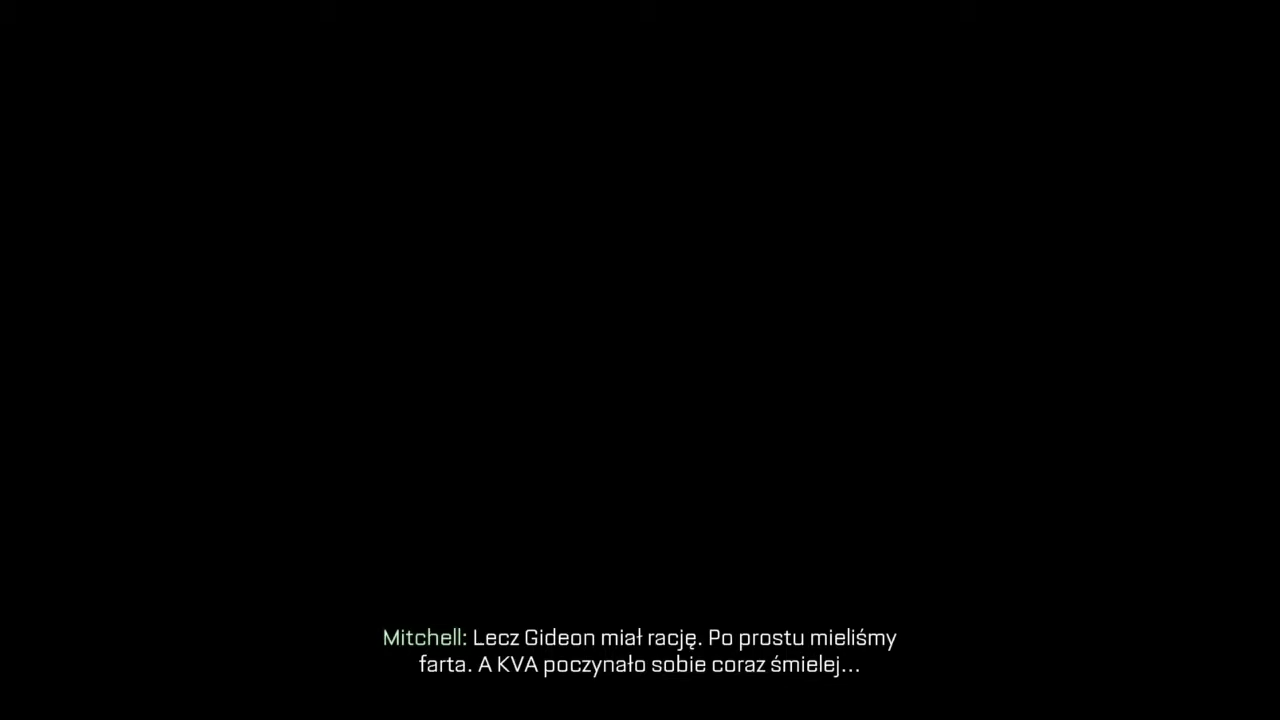 Mitchell: Lecz Gideon miał rację. Po prostu mieliśmy
farta. A KVA poczynało sobie coraz śmielej...